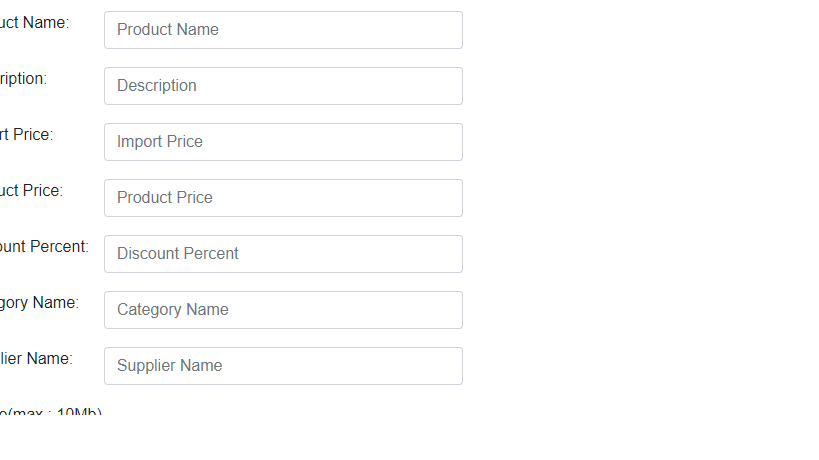 uct Name: Product Name
ription: Description
rt Price: Import Price
uct Price: Product Price
ount Percent: Discount Percent
gory Name: Category Name
lier Name: Supplier Name
(max : 10Mb)